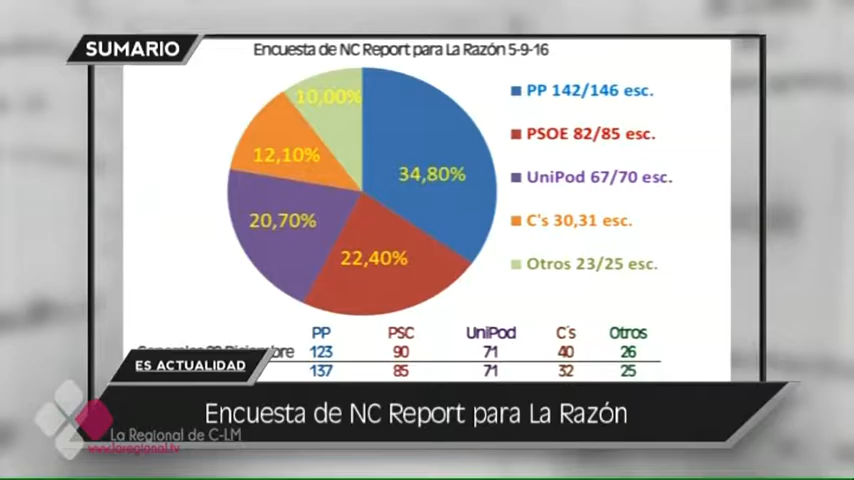 SUMARIO
Encuesta de NC Report para La Razón 5-9-16
10,00%
12,10%
34,80%
20,70%
22,40%
PP 142/146 esc.
PSOE 82/85 esc.
UniPod 67/70 esc.
C's 30,31 esc.
Otros 23/25 esc.
PP PSC UniPod C´s Otros
123 90 71 40 26
137 85 71 32 25
ES ACTUALIDAD
Encuesta de NC Report para La Razón
La Regional de C-LM
www.laregional.tv